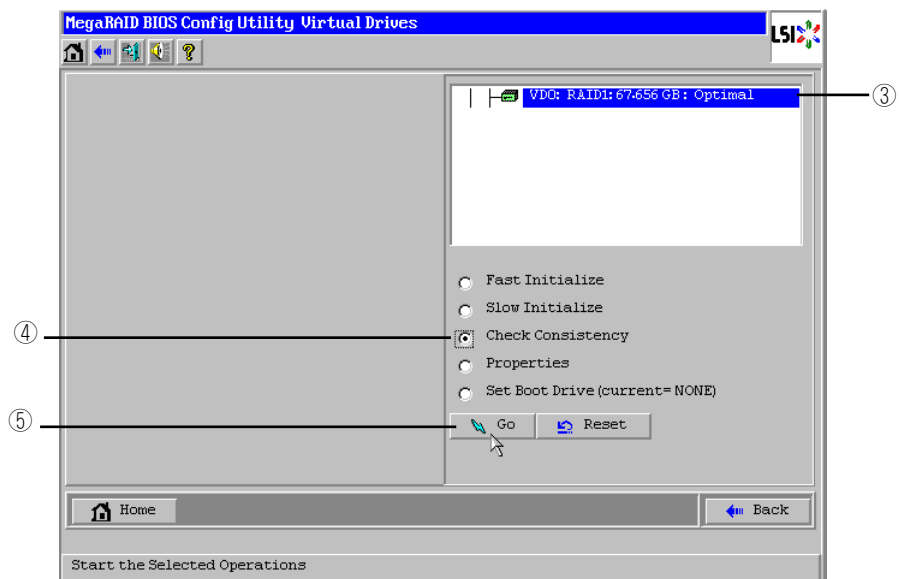 MegaRAID BIOS Config Utility Virtual Drives
LSI
VD0: RAID1: 67.656 GB: Optimal
③
Fast Initialize
Slow Initialize
④
Check Consistency
Properties
Set Boot Drive (current= NONE)
⑤
Go
Reset
Home
Back
Start the Selected Operations